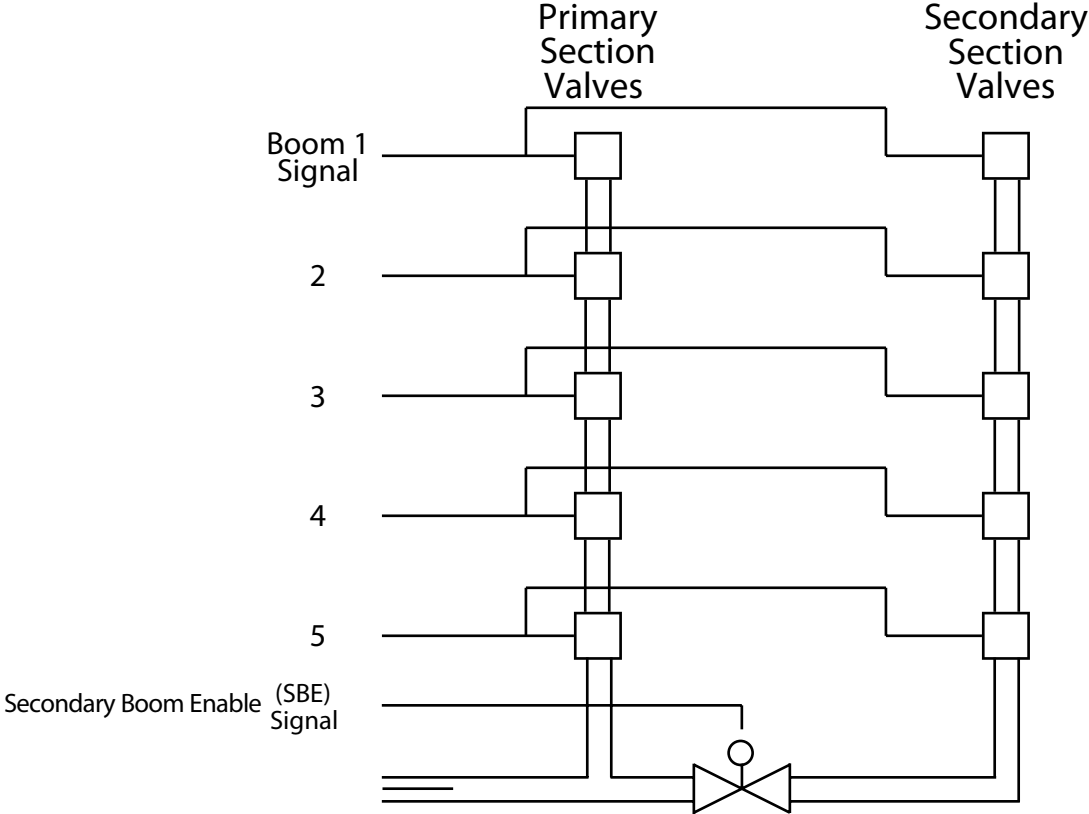 Primary
Section
Valves
Secondary
Section
Valves
Boom 1
Signal
2
3
4
5
Secondary Boom Enable (SBE)
Signal